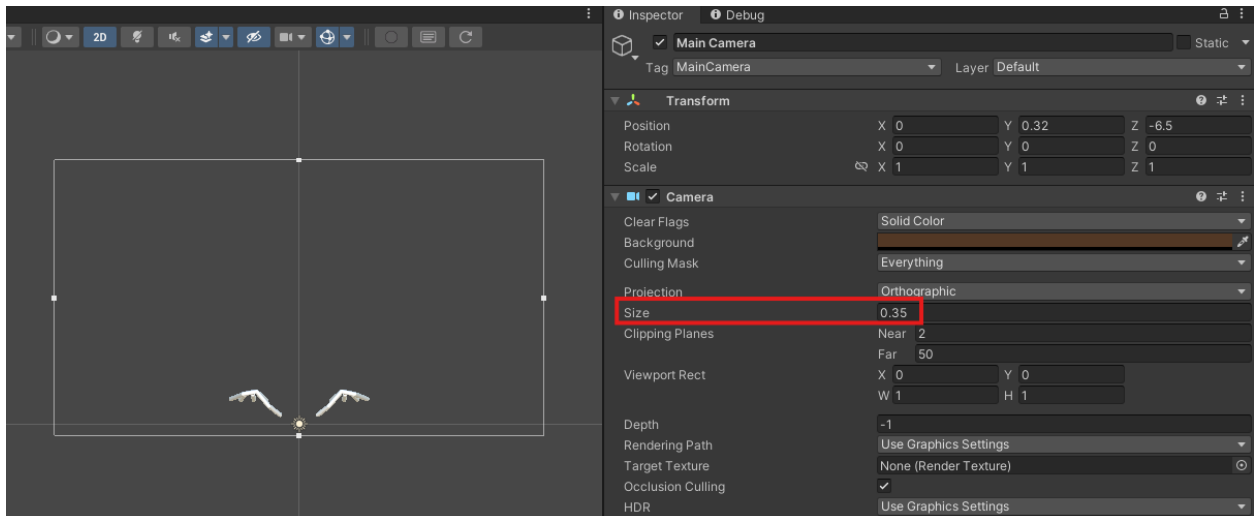 Inspector Debug
2D
Main Camera Static
Tag MainCamera Layer Default
Transform
Position X 0 Y 0.32 Z -6.5
Rotation X 0 Y 0 Z 0
Scale X 1 Y 1 Z 1
Camera
Clear Flags Solid Color
Background
Culling Mask Everything
Projection Orthographic
Size 0.35
Clipping Planes Near 2
Far 50
Viewport Rect X 0 Y 0
W 1 H 1
Depth -1
Rendering Path Use Graphics Settings
Target Texture None (Render Texture)
Occlusion Culling
HDR Use Graphics Settings